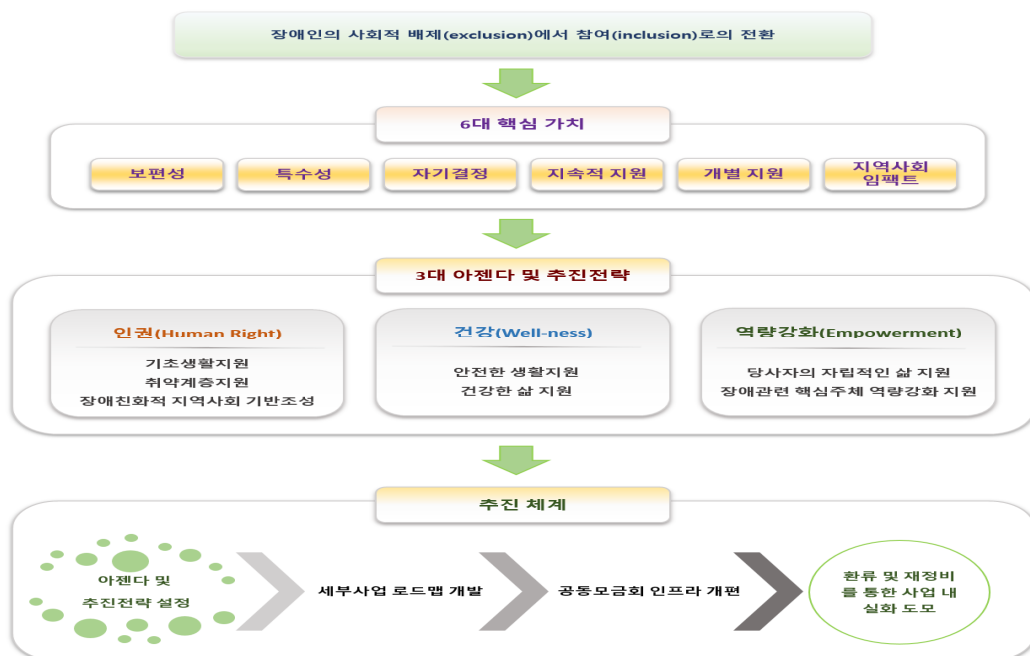 장애인의 사회적 배제(exclusion)에서 참여(inclusion)로의 전환
6대 핵심 가치
보편성
특수성
자기결정
지속적 지원
개별 지원
지역사회
임팩트
3대 아젠다 및 추진전략
인권(Human Right)
기초생활지원
취약계층지원
장애친화적 지역사회 기반조성
건강(Well-ness)
안전한 생활지원
건강한 삶 지원
역량강화(Empowerment)
당사자의 자립적인 삶 지원
장애관련 핵심주체 역량강화 지원
추진 체계
아젠다 및
추진전략 설정
세부사업 로드맵 개발
공동모금회 인프라 개편
환류 및 재정비
를 통한 사업 내
실화 도모